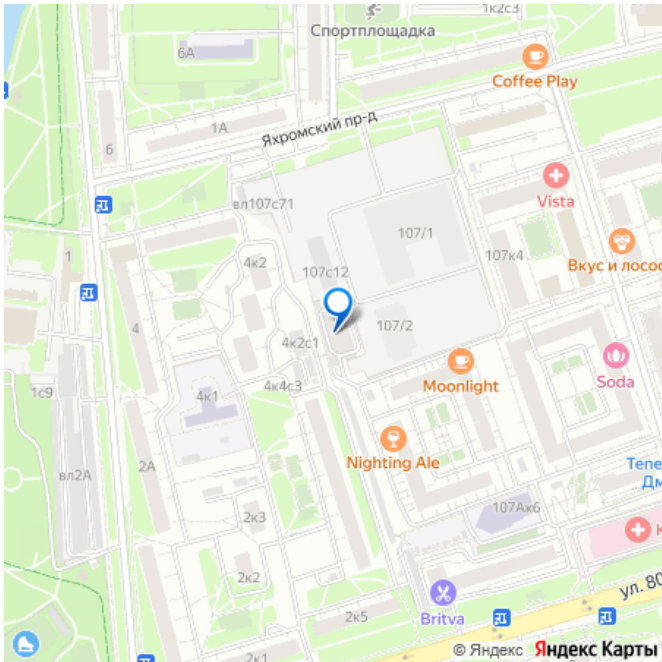 1к2с3
Спортплощадка
6А
Coffee Play
1А
Яхромский пр-д
6
вл107с71
Vista
107/1
1
4к2
107с12
107к4
Вкус и лосос
4
4к2с1
107/2
Moonlight
Soda
4к4с3
1с9
4к1
Nighting Ale
вл2А
2А
Теле
Дм
107Ак6
2к3
К
2к2
Britva
ул. 80
2к5
2к1
© Яндекс Яндекс Карты